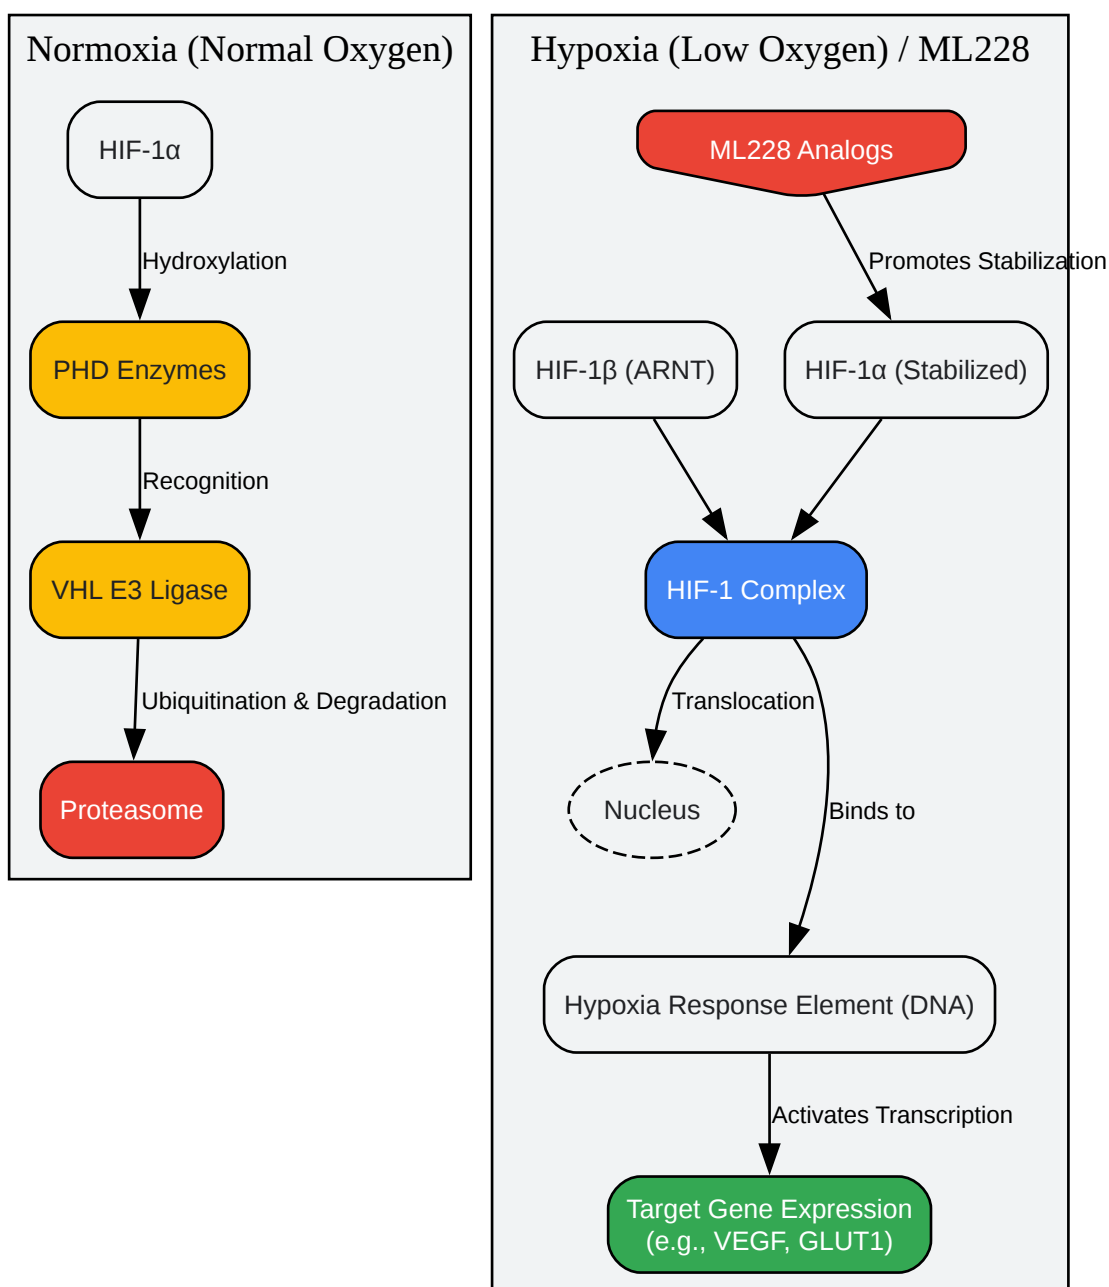 Normoxia (Normal Oxygen)
HIF-1α
Hydroxylation
PHD Enzymes
Recognition
VHL E3 Ligase
Ubiquitination & Degradation
Proteasome
Hypoxia (Low Oxygen) / ML228
ML228 Analogs
Promotes Stabilization
HIF-1β (ARNT)
HIF-1α (Stabilized)
HIF-1 Complex
Translocation
Nucleus
Binds to
Hypoxia Response Element (DNA)
Activates Transcription
Target Gene Expression
(e.g., VEGF, GLUT1)